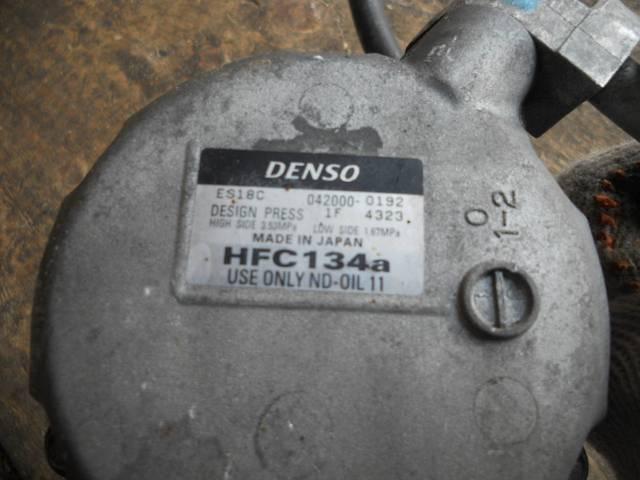 DENSO
ES18C 042000-0192
DESIGN PRESS 1F 4323
HIGH SIDE 3.53MPa LOW SIDE 1.67MPa
MADE IN JAPAN
HFC134a
USE ONLY ND-OIL 11
0
1-2